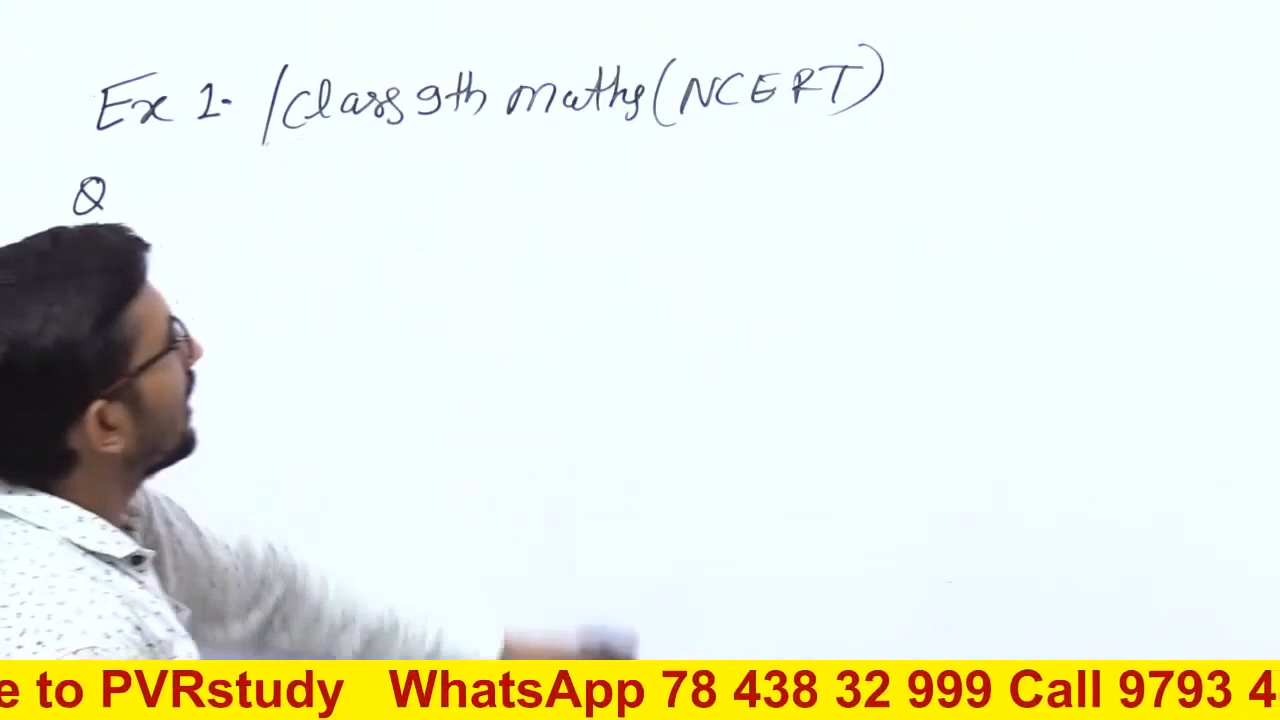 Ex 1. / Class 9th maths (NCERT)
Q
e to PVRstudy WhatsApp 78 438 32 999 Call 9793 4